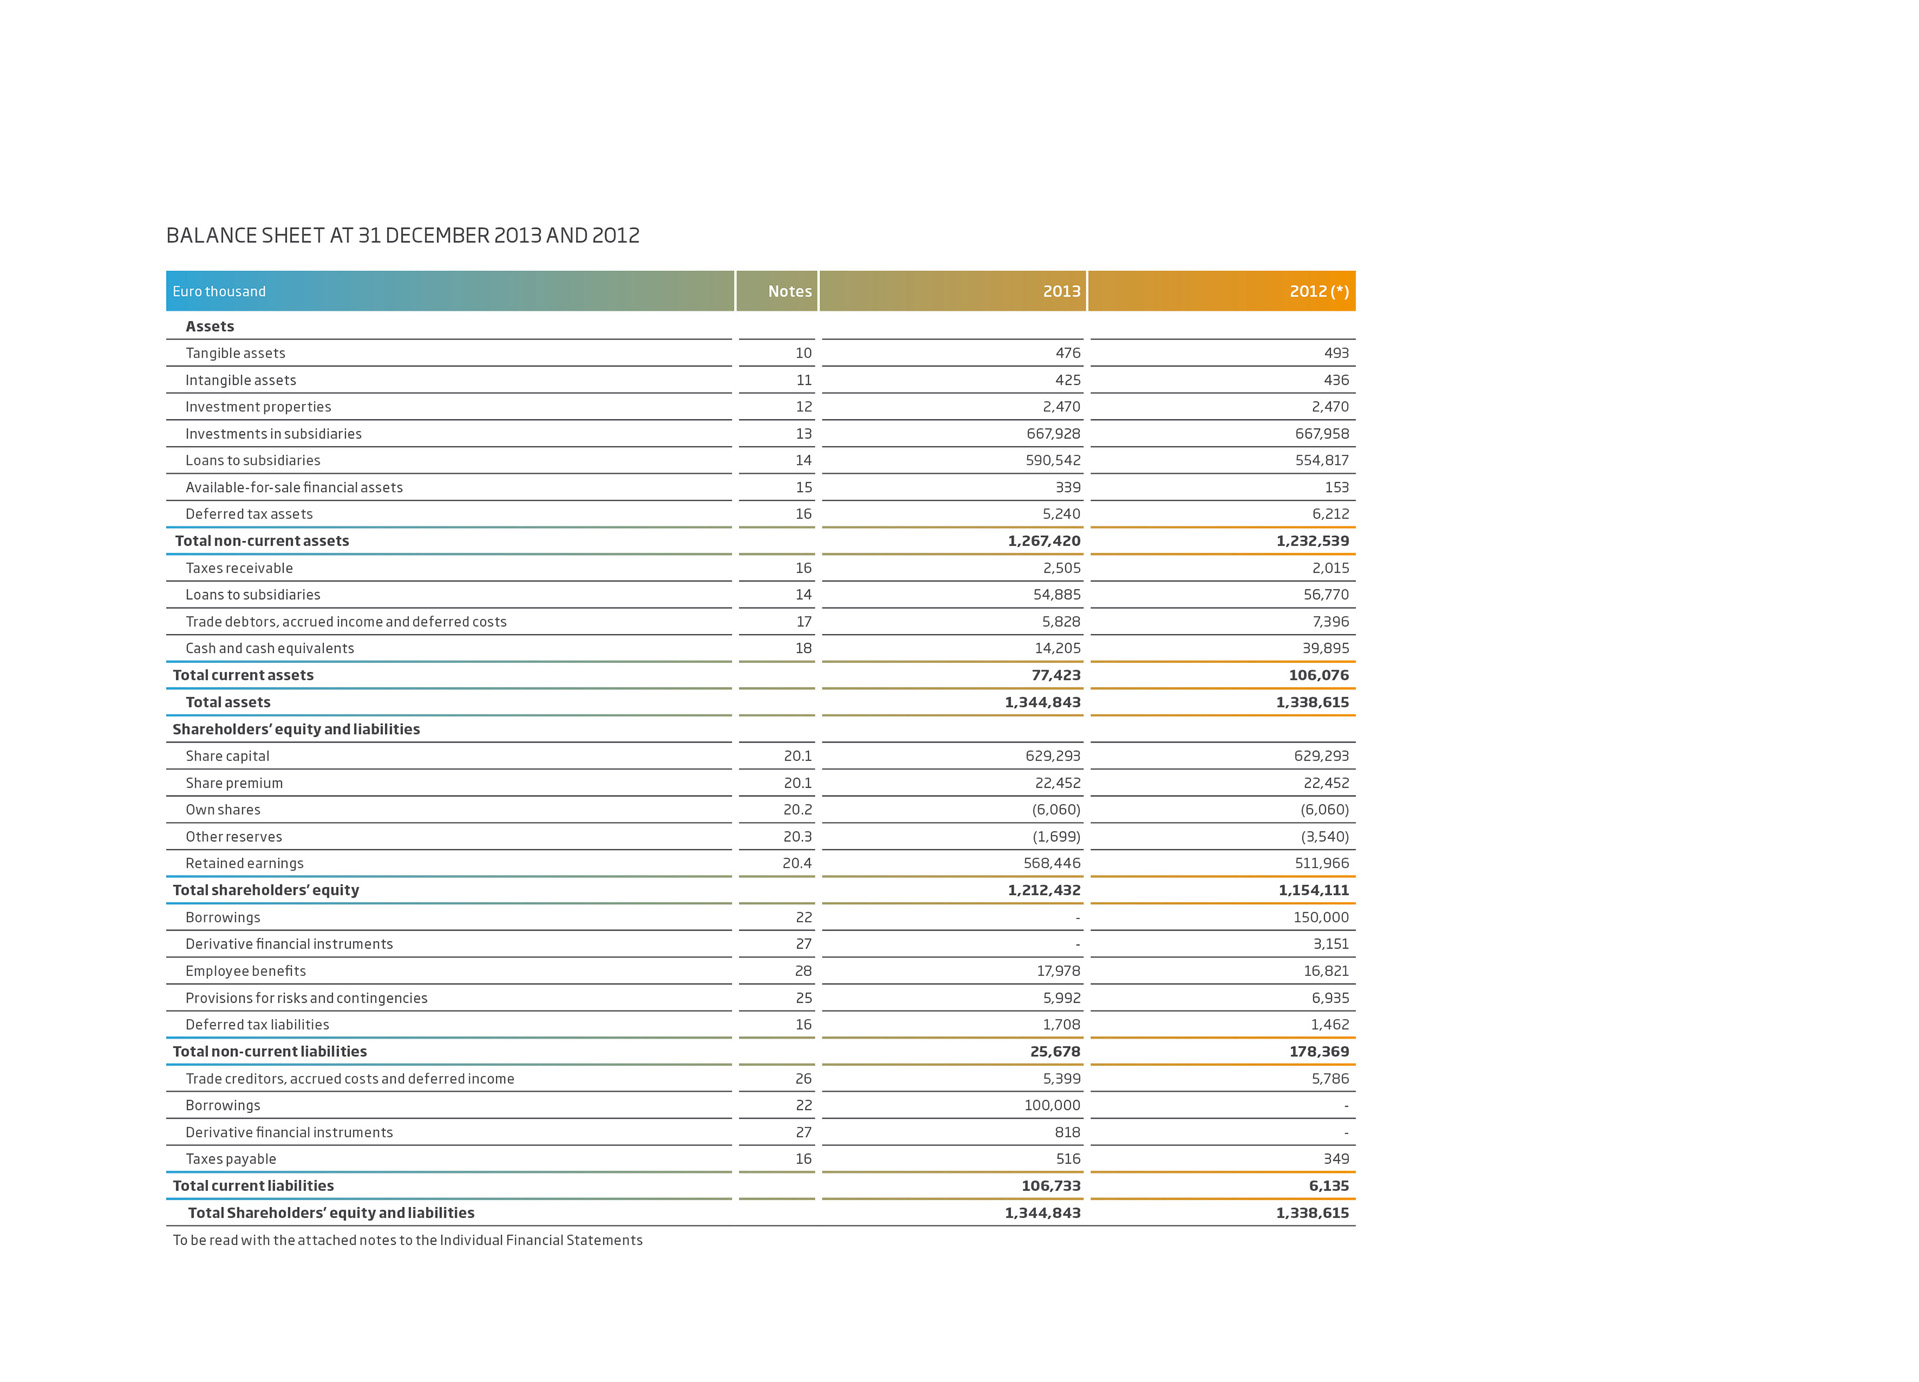 BALANCE SHEET AT 31 DECEMBER 2013 AND 2012
Euro thousand Notes 2013 2012 (*)
Assets
Tangible assets 10 476 493
Intangible assets 11 425 436
Investment properties 12 2,470 2,470
Investments in subsidiaries 13 667,928 667,958
Loans to subsidiaries 14 590,542 554,817
Available-for-sale financial assets 15 339 153
Deferred tax assets 16 5,240 6,212
Total non-current assets 1,267,420 1,232,539
Taxes receivable 16 2,505 2,015
Loans to subsidiaries 14 54,885 56,770
Trade debtors, accrued income and deferred costs 17 5,828 7,396
Cash and cash equivalents 18 14,205 39,895
Total current assets 77,423 106,076
Total assets 1,344,843 1,338,615
Shareholders’ equity and liabilities
Share capital 20.1 629,293 629,293
Share premium 20.1 22,452 22,452
Own shares 20.2 (6,060) (6,060)
Other reserves 20.3 (1,699) (3,540)
Retained earnings 20.4 568,446 511,966
Total shareholders’ equity 1,212,432 1,154,111
Borrowings 22 - 150,000
Derivative financial instruments 27 - 3,151
Employee benefits 28 17,978 16,821
Provisions for risks and contingencies 25 5,992 6,935
Deferred tax liabilities 16 1,708 1,462
Total non-current liabilities 25,678 178,369
Trade creditors, accrued costs and deferred income 26 5,399 5,786
Borrowings 22 100,000 -
Derivative financial instruments 27 818 -
Taxes payable 16 516 349
Total current liabilities 106,733 6,135
Total Shareholders’ equity and liabilities 1,344,843 1,338,615
To be read with the attached notes to the Individual Financial Statements